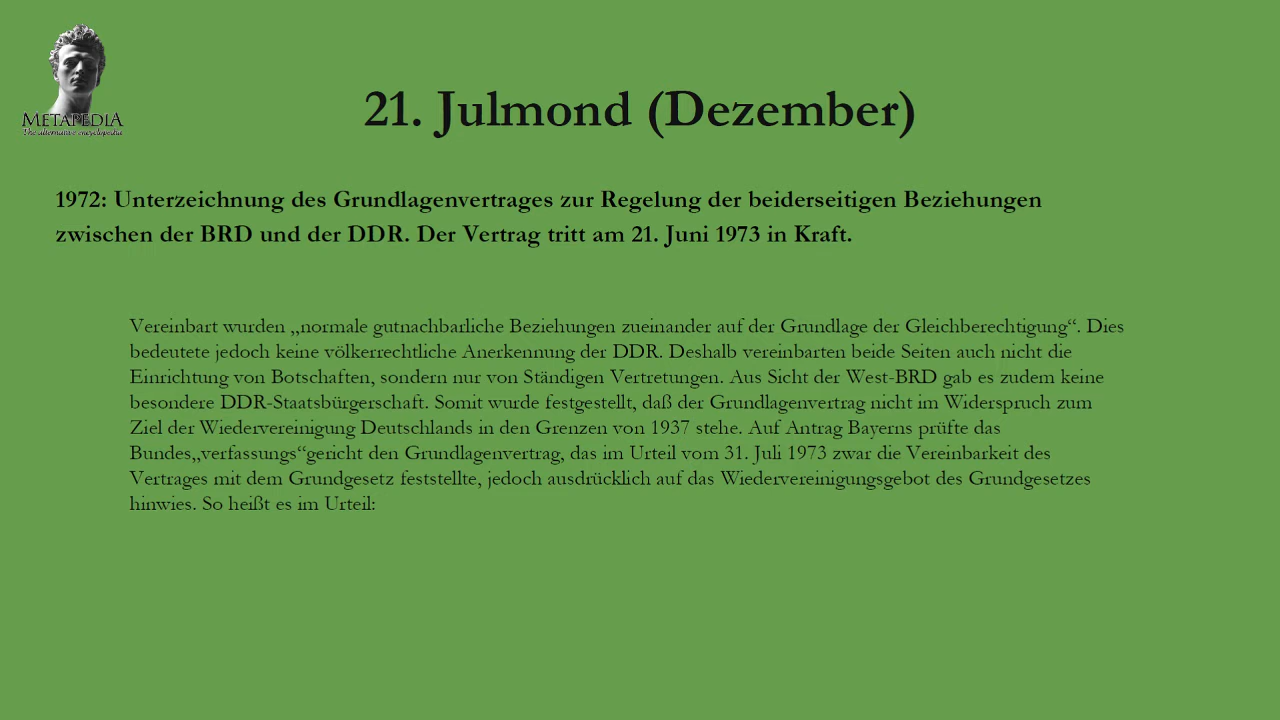 METAPEDIA
The alternative encyclopedia
21. Julmond (Dezember)
1972: Unterzeichnung des Grundlagenvertrages zur Regelung der beiderseitigen Beziehungen
zwischen der BRD und der DDR. Der Vertrag tritt am 21. Juni 1973 in Kraft.
Vereinbart wurden „normale gutnachbarliche Beziehungen zueinander auf der Grundlage der Gleichberechtigung“. Dies
bedeutete jedoch keine völkerrechtliche Anerkennung der DDR. Deshalb vereinbarten beide Seiten auch nicht die
Einrichtung von Botschaften, sondern nur von Ständigen Vertretungen. Aus Sicht der West-BRD gab es zudem keine
besondere DDR-Staatsbürgerschaft. Somit wurde festgestellt, daß der Grundlagenvertrag nicht im Widerspruch zum
Ziel der Wiedervereinigung Deutschlands in den Grenzen von 1937 stehe. Auf Antrag Bayerns prüfte das
Bundes„verfassungs“gericht den Grundlagenvertrag, das im Urteil vom 31. Juli 1973 zwar die Vereinbarkeit des
Vertrages mit dem Grundgesetz feststellte, jedoch ausdrücklich auf das Wiedervereinigungsgebot des Grundgesetzes
hinwies. So heißt es im Urteil: